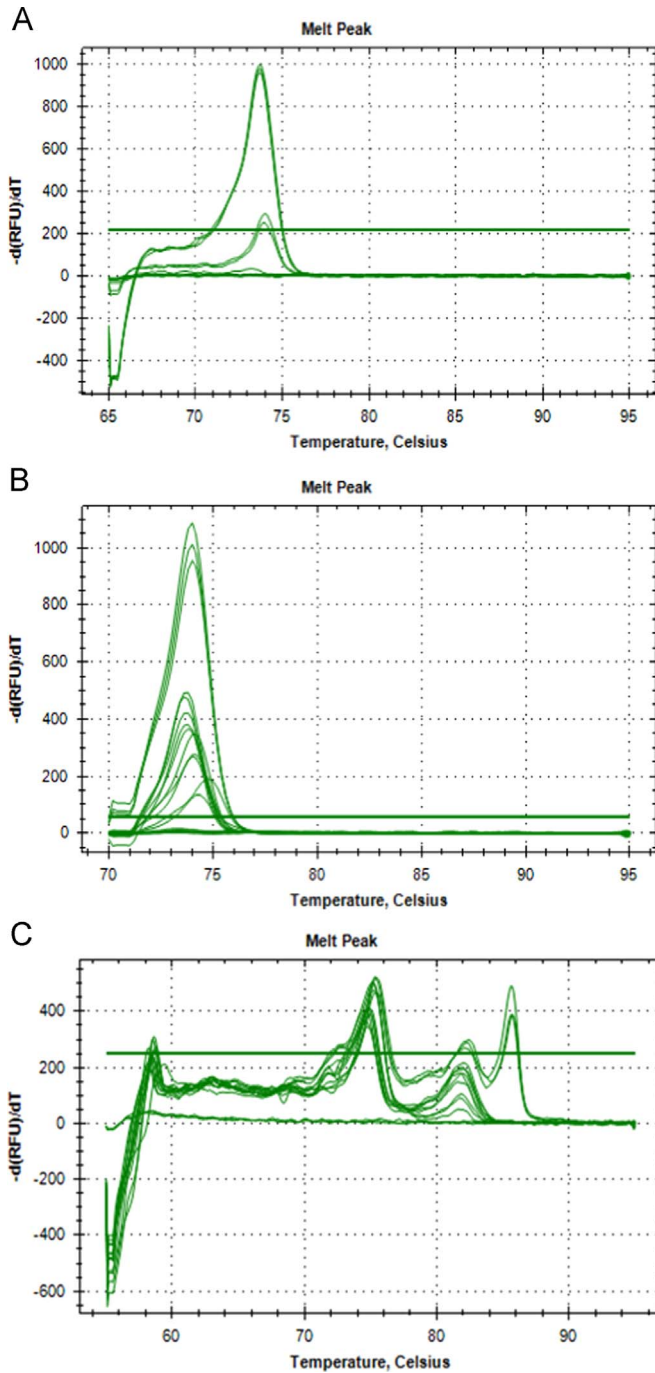 A
Melt Peak
1000
800
600
400
200
0
-200
-400
-d(RFU)/dT
65 70 75 80 85 90 95
Temperature, Celsius
B
Melt Peak
1000
800
600
400
200
0
-d(RFU)/dT
70 75 80 85 90 95
Temperature, Celsius
C
Melt Peak
400
200
0
-200
-400
-600
-d(RFU)/dT
60 70 80 90
Temperature, Celsius